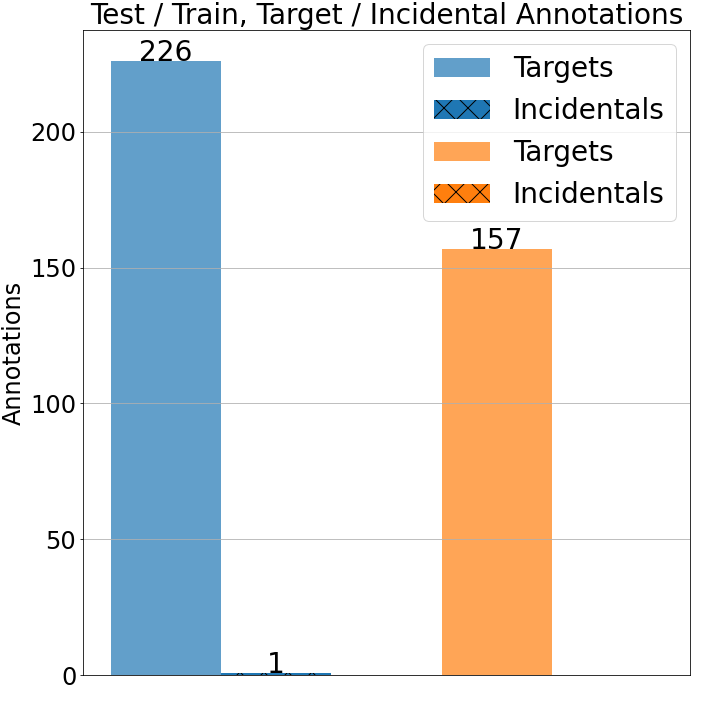 Test / Train, Target / Incidental Annotations
226
Targets
Incidentals
Targets
Incidentals
200
157
150
Annotations
100
50
1
0